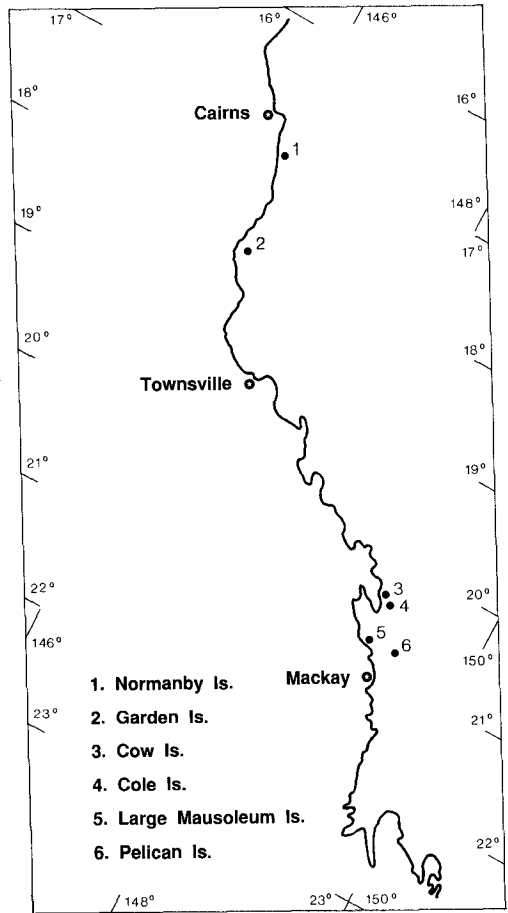 17° 16° 146°
18°
Cairns
16°
1
148°
19°
2
17°
20°
18°
Townsville
21°
19°
22°
3
20°
4
146°
5
6
150°
1. Normanby Is.
Mackay
2. Garden Is.
23°
21°
3. Cow Is.
4. Cole Is.
5. Large Mausoleum Is.
6. Pelican Is.
22°
148° 23° 150°